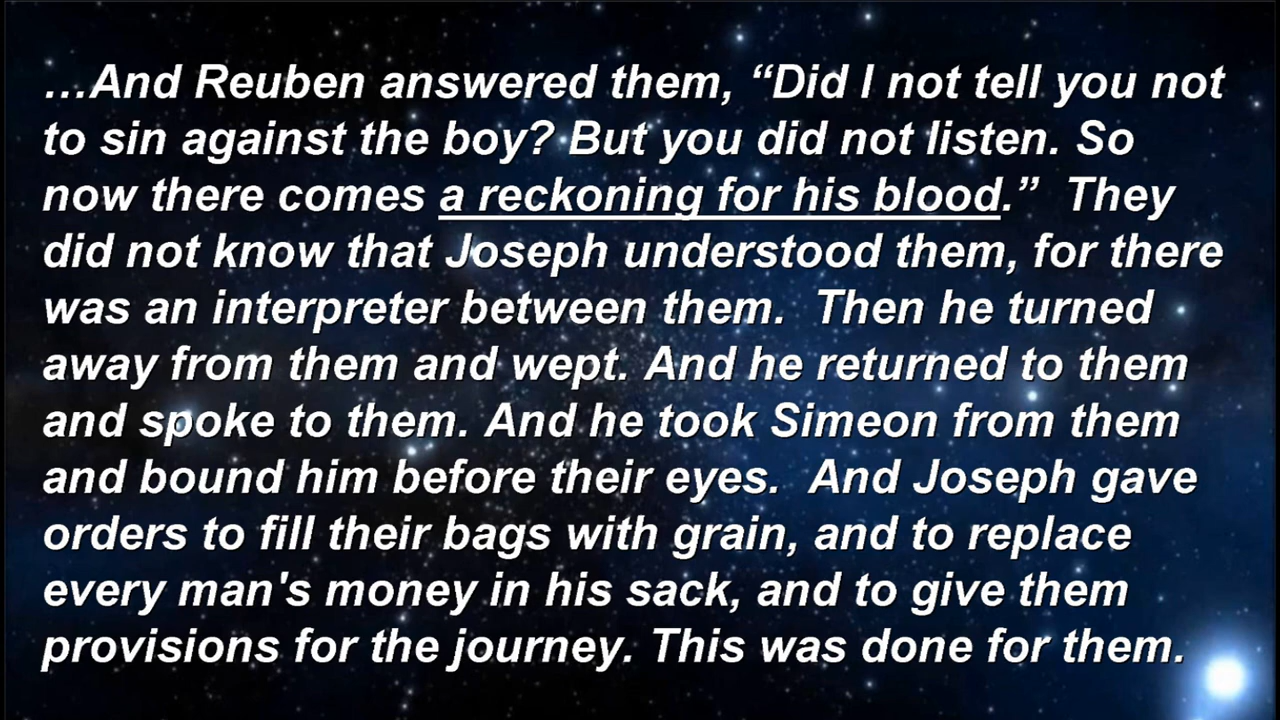 …And Reuben answered them, “Did I not tell you not
to sin against the boy? But you did not listen. So
now there comes a reckoning for his blood.”  They
did not know that Joseph understood them, for there
was an interpreter between them.  Then he turned
away from them and wept. And he returned to them
and spoke to them. And he took Simeon from them
and bound him before their eyes.  And Joseph gave
orders to fill their bags with grain, and to replace
every man's money in his sack, and to give them
provisions for the journey. This was done for them.